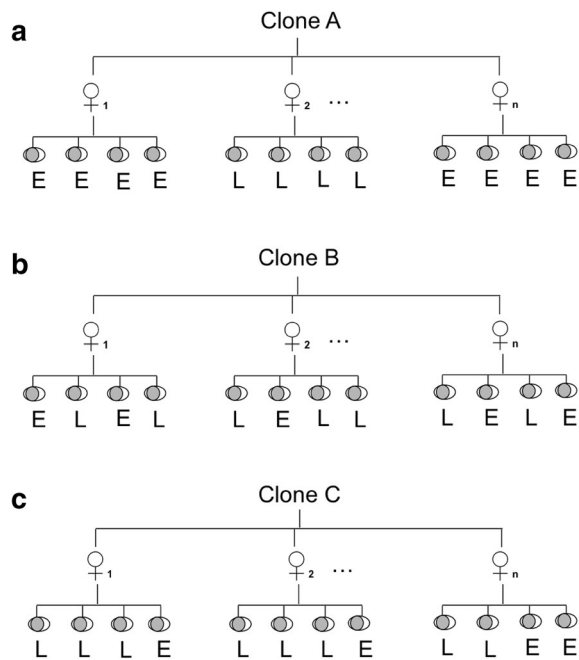 a Clone A
1 2 ... n
E E E E L L L L E E E E
b Clone B
1 2 ... n
E L E L L E L L L E L E
c Clone C
1 2 ... n
L L L E L L L E L L E E